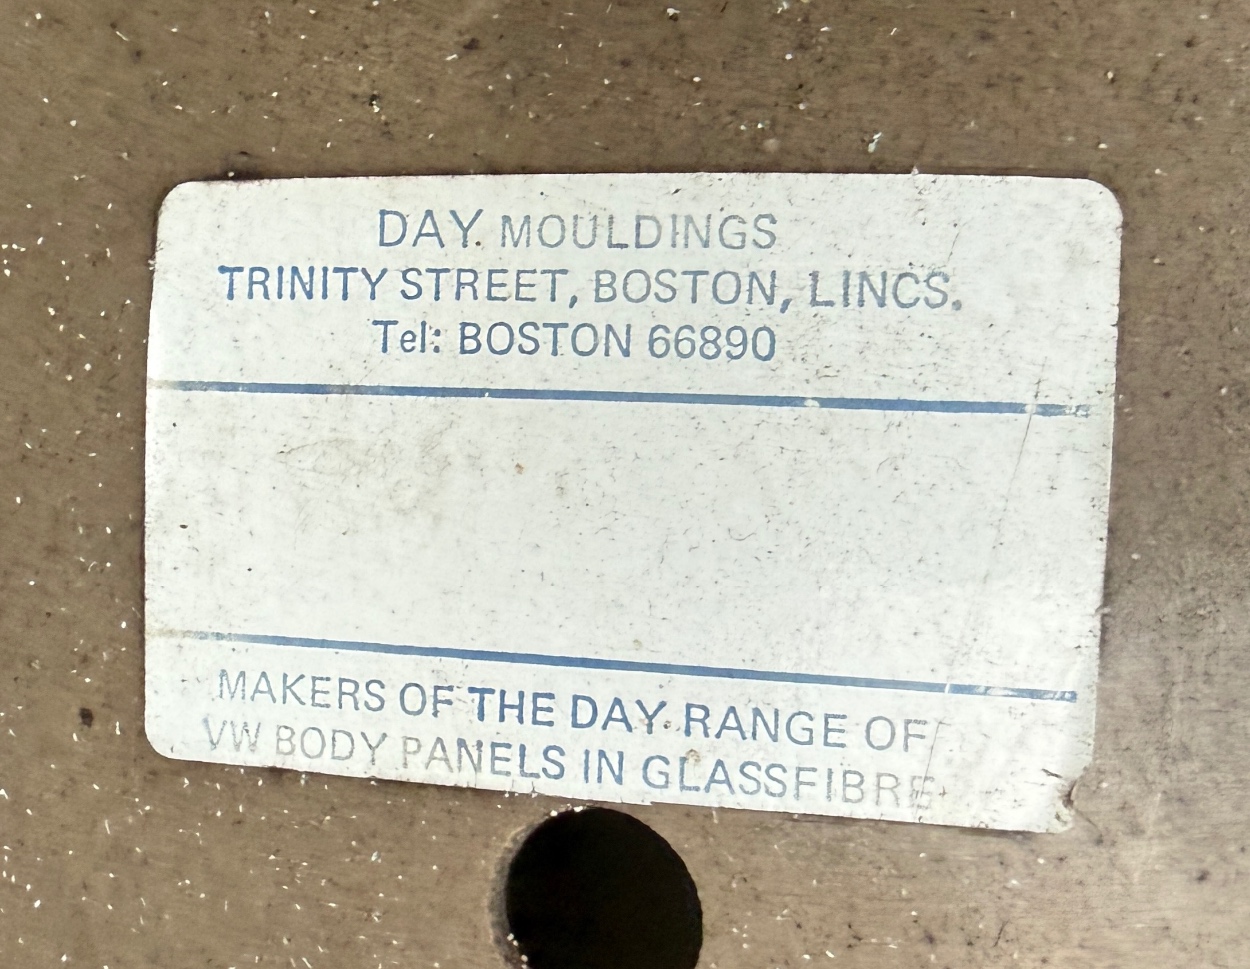 DAY. MOULDINGS
TRINITY STREET, BOSTON, LINCS.
Tel: BOSTON 66890
MAKERS OF THE DAY. RANGE OF
VW BODY PANELS IN GLASSFIBRE